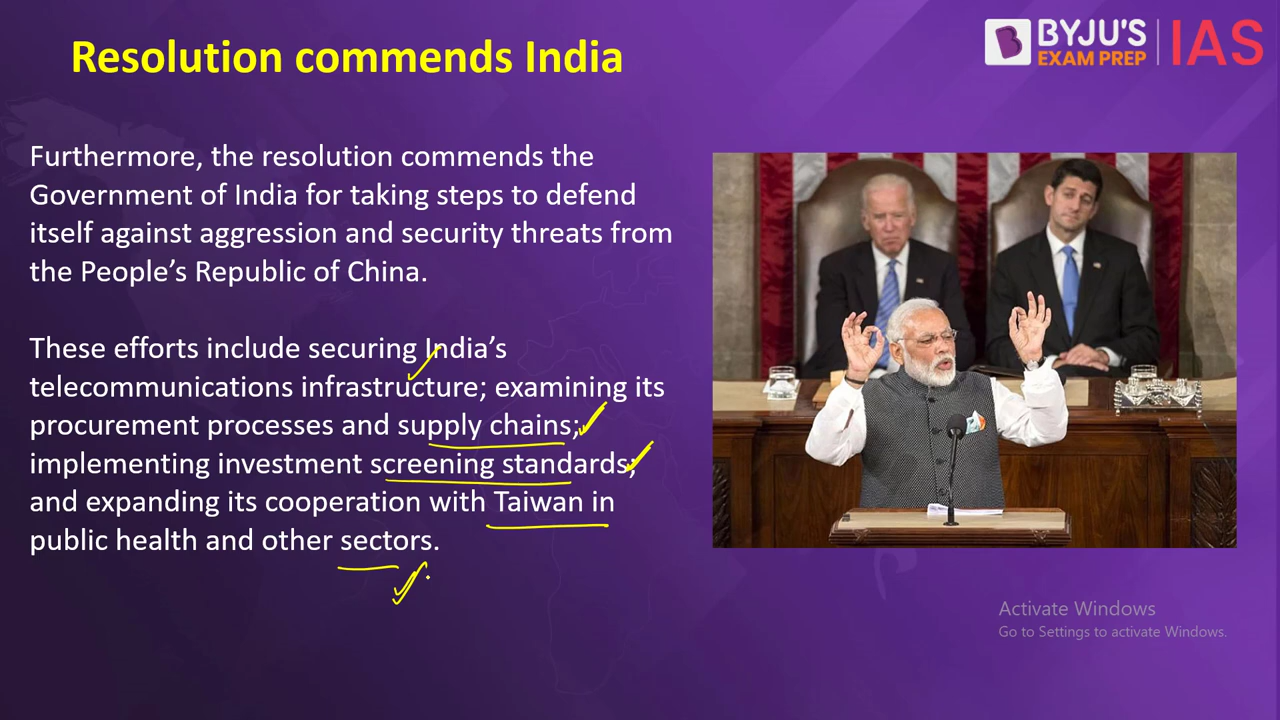 Resolution commends India
BYJU'S
EXAM PREP
IAS
Furthermore, the resolution commends the
Government of India for taking steps to defend
itself against aggression and security threats from
the People’s Republic of China.
These efforts include securing India’s
telecommunications infrastructure; examining its
procurement processes and supply chains;
implementing investment screening standards;
and expanding its cooperation with Taiwan in
public health and other sectors.
Activate Windows
Go to Settings to activate Windows.